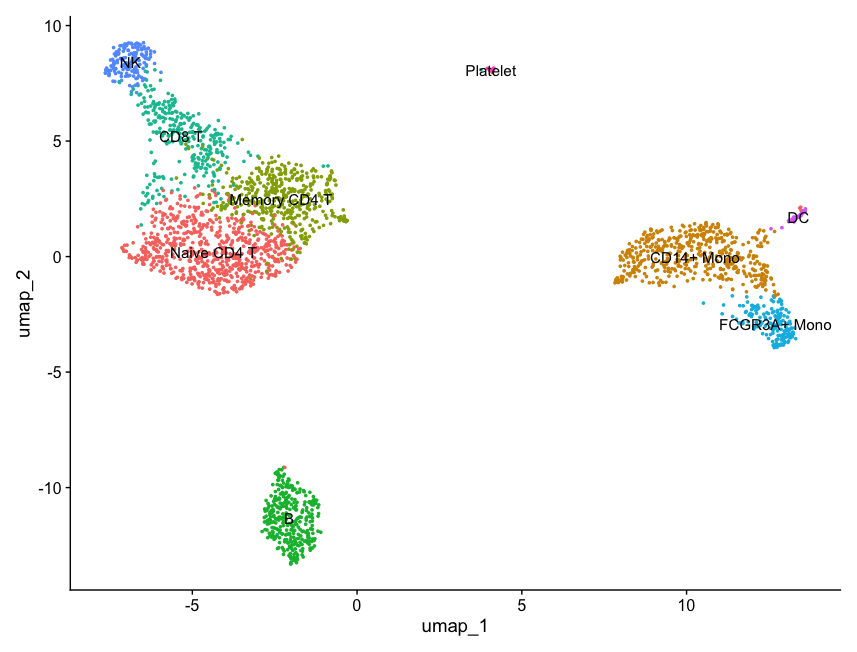 10
NK
Platelet
5
CD8 T
Memory CD4 T
DC
0
Naive CD4 T
CD14+ Mono
umap_2
FCGR3A+ Mono
-5
-10
B
-5
0
5
10
umap_1